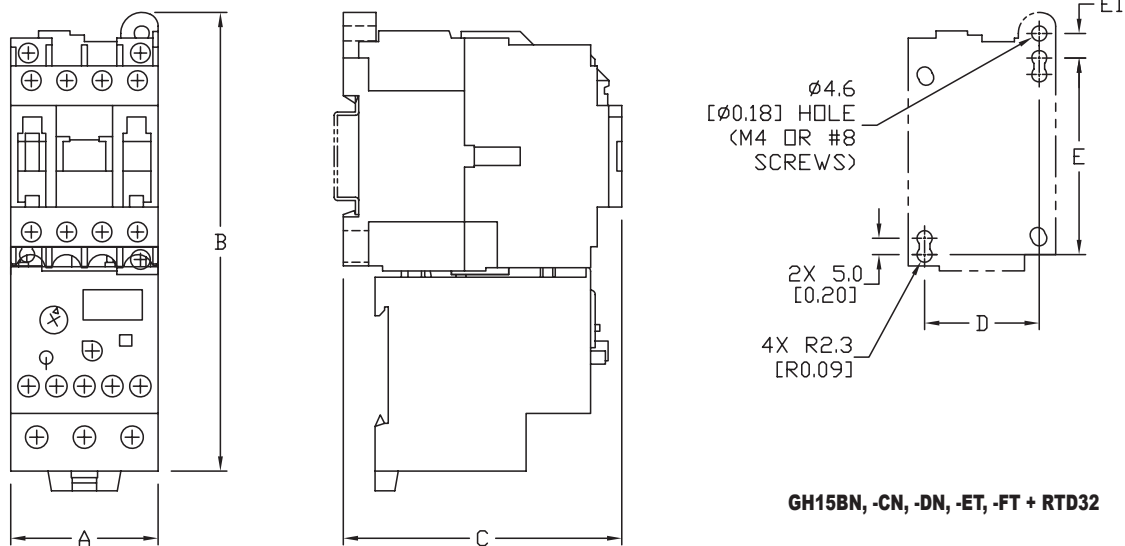 A
B
C
E1
Ø4.6
[Ø0.18] HOLE
(M4 OR #8
SCREWS)
E
2X 5.0
[0.20]
D
4X R2.3
[R0.09]
GH15BN, -CN, -DN, -ET, -FT + RTD32